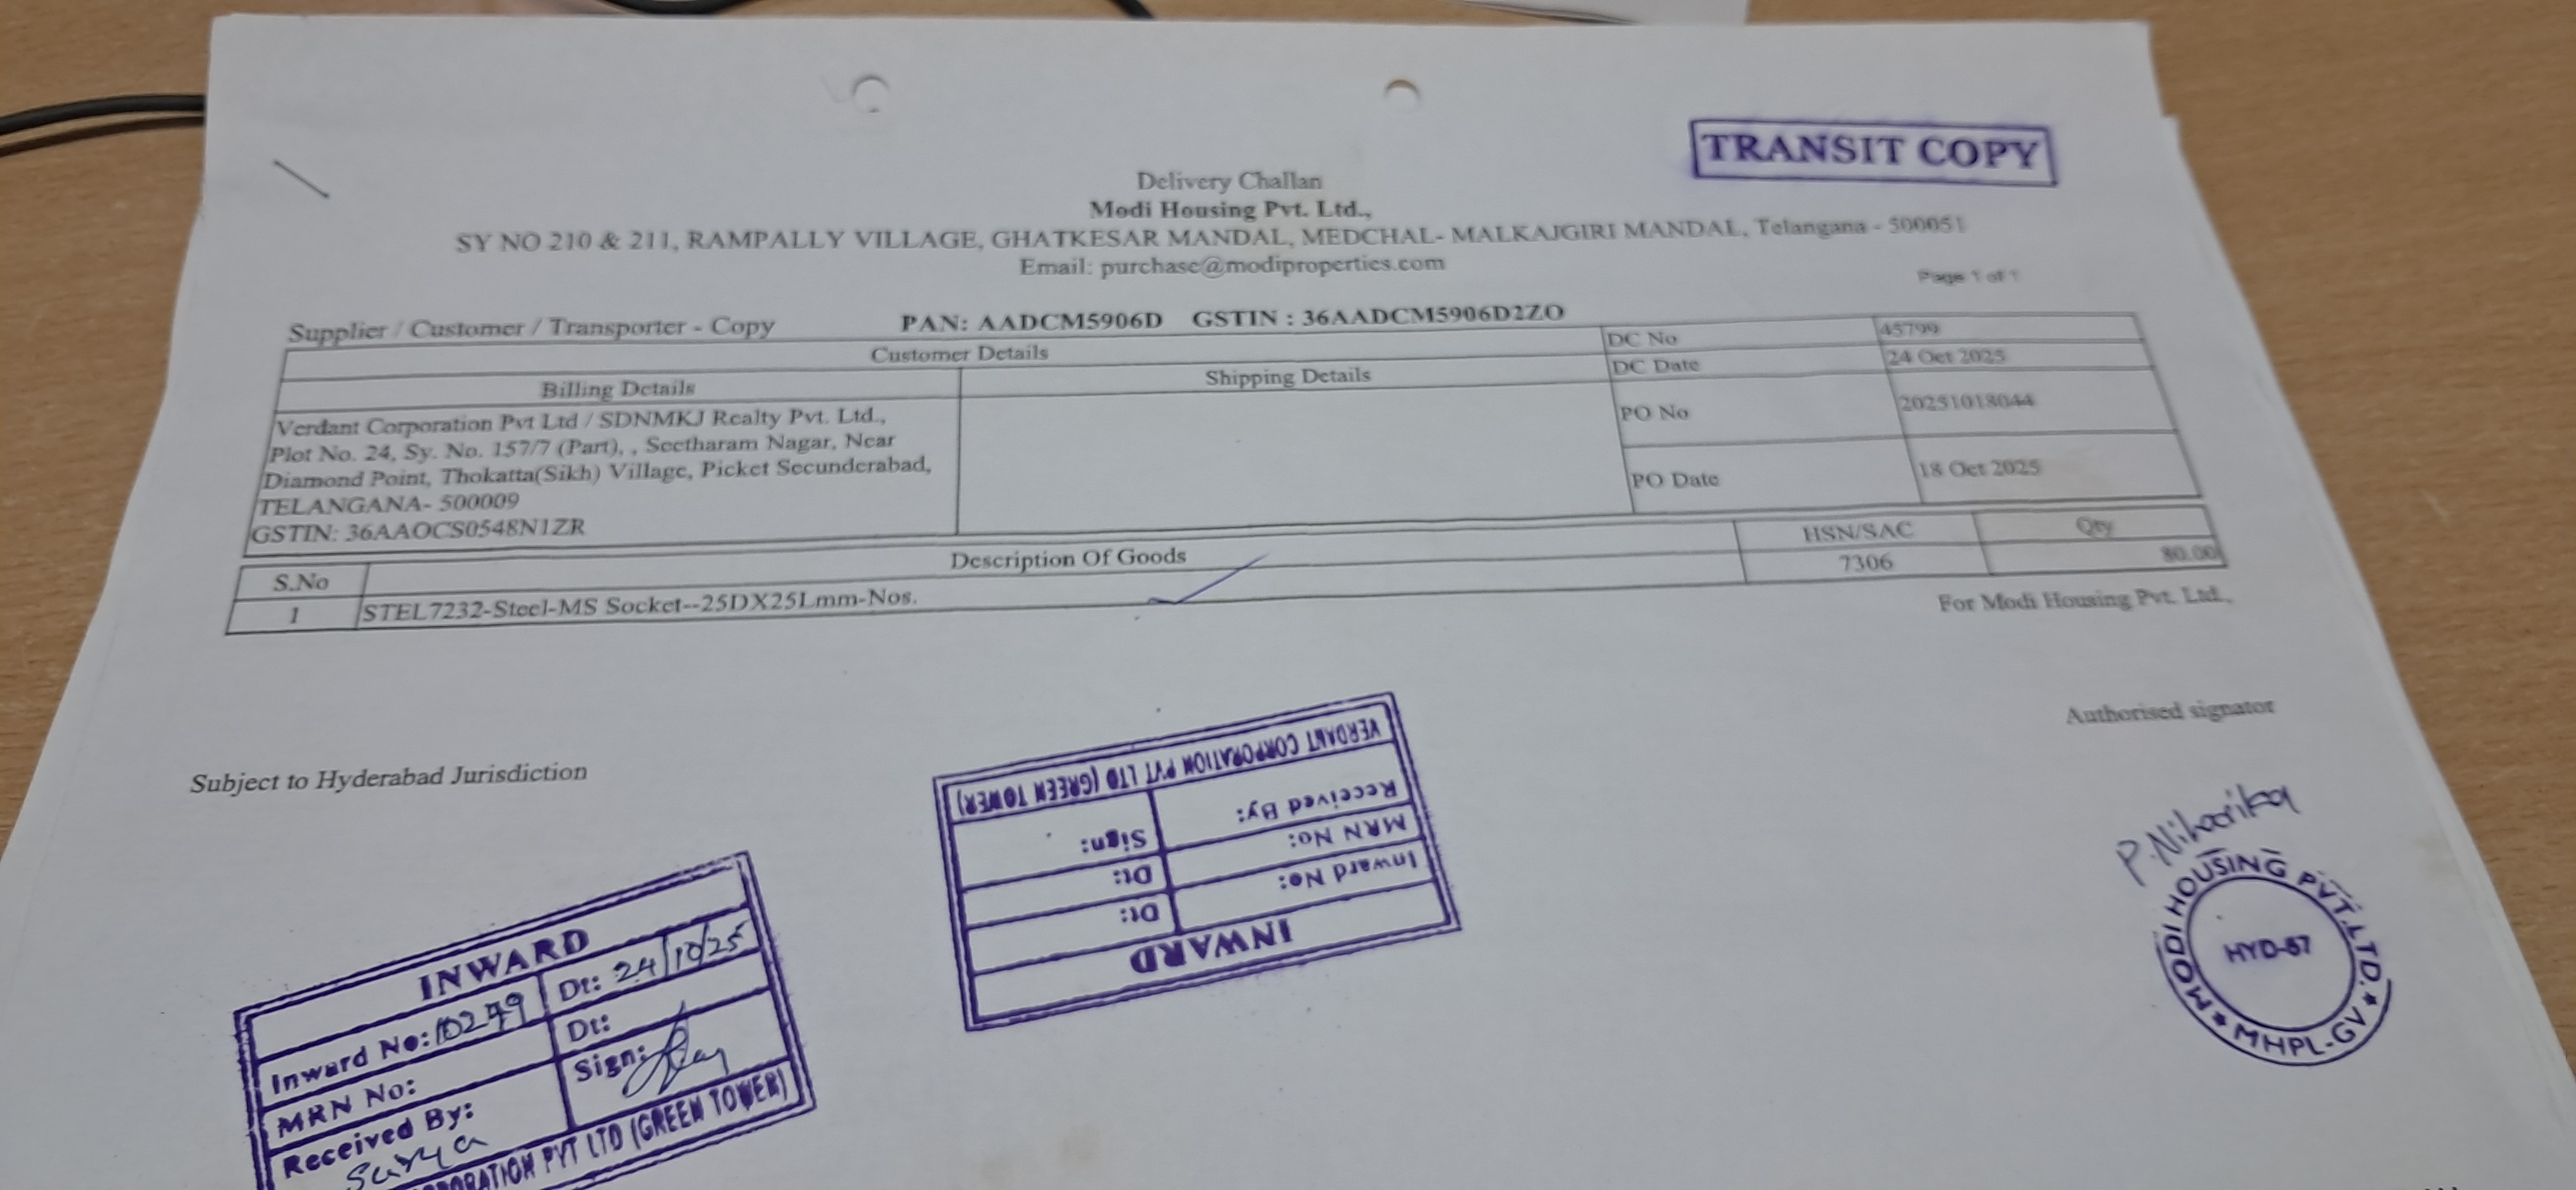 TRANSIT COPY
Delivery Challan
Modi Housing Pvt. Ltd.,
SY NO 210 & 211, RAMPALLY VILLAGE, GHATKESAR MANDAL, MEDCHAL- MALKAJGIRI MANDAL, Telangana - 500051
Email: purchase@modiproperties.com
Page 1 of 1
Supplier / Customer / Transporter - Copy
PAN: AADCM5906D GSTIN : 36AADCM5906D2ZO
Customer Details
DC No 45799
DC Date 24 Oct 2025
Billing Details
Shipping Details
Verdant Corporation Pvt Ltd / SDNMKJ Realty Pvt. Ltd.,
Plot No. 24, Sy. No. 157/7 (Part), , Seetharam Nagar, Near
Diamond Point, Thokatta(Sikh) Village, Picket Secunderabad,
TELANGANA- 500009
GSTIN: 36AAOCS0548N1ZR
PO No 20251018044
PO Date 18 Oct 2025
S.No Description Of Goods HSN/SAC Qty
1 STEL7232-Steel-MS Socket--25DX25Lmm-Nos. 7306 80.00
For Modi Housing Pvt. Ltd.,
Authorised signator
Subject to Hyderabad Jurisdiction
INWARD
Inward No: Dt:
MRN No: Dt:
Received By: Sign:
VERDANT CORPORATION PVT LTD (GREEN TOWER)
P. Niharika
MODI HOUSING PVT. LTD. ★ MHPL-GV ★
HYD-57
INWARD
Inward No: 10279 Dt: 24/10/25
MRN No: Dt:
Received By: Sign:
Surya
PVT LTD (GREEN TOWER)